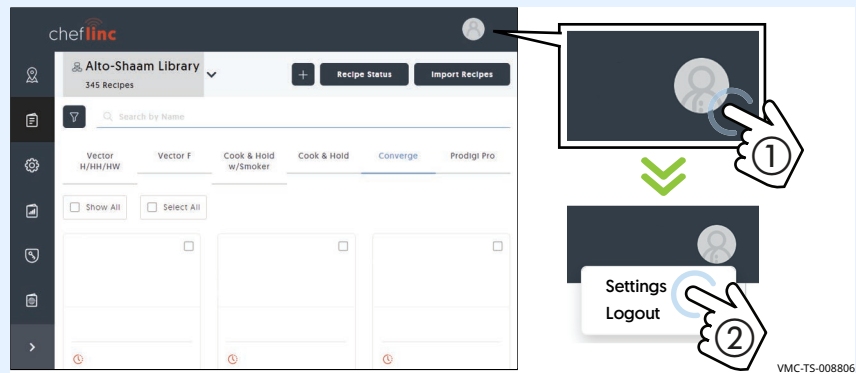 cheflinc
Alto-Shaam Library
345 Recipes
+
Recipe Status
Import Recipes
Search by Name
Vector
H/HH/HW
Vector F
Cook & Hold
w/Smoker
Cook & Hold
Converge
Prodigi Pro
Show All
Select All
1
Settings
Logout
2
VMC-TS-008806